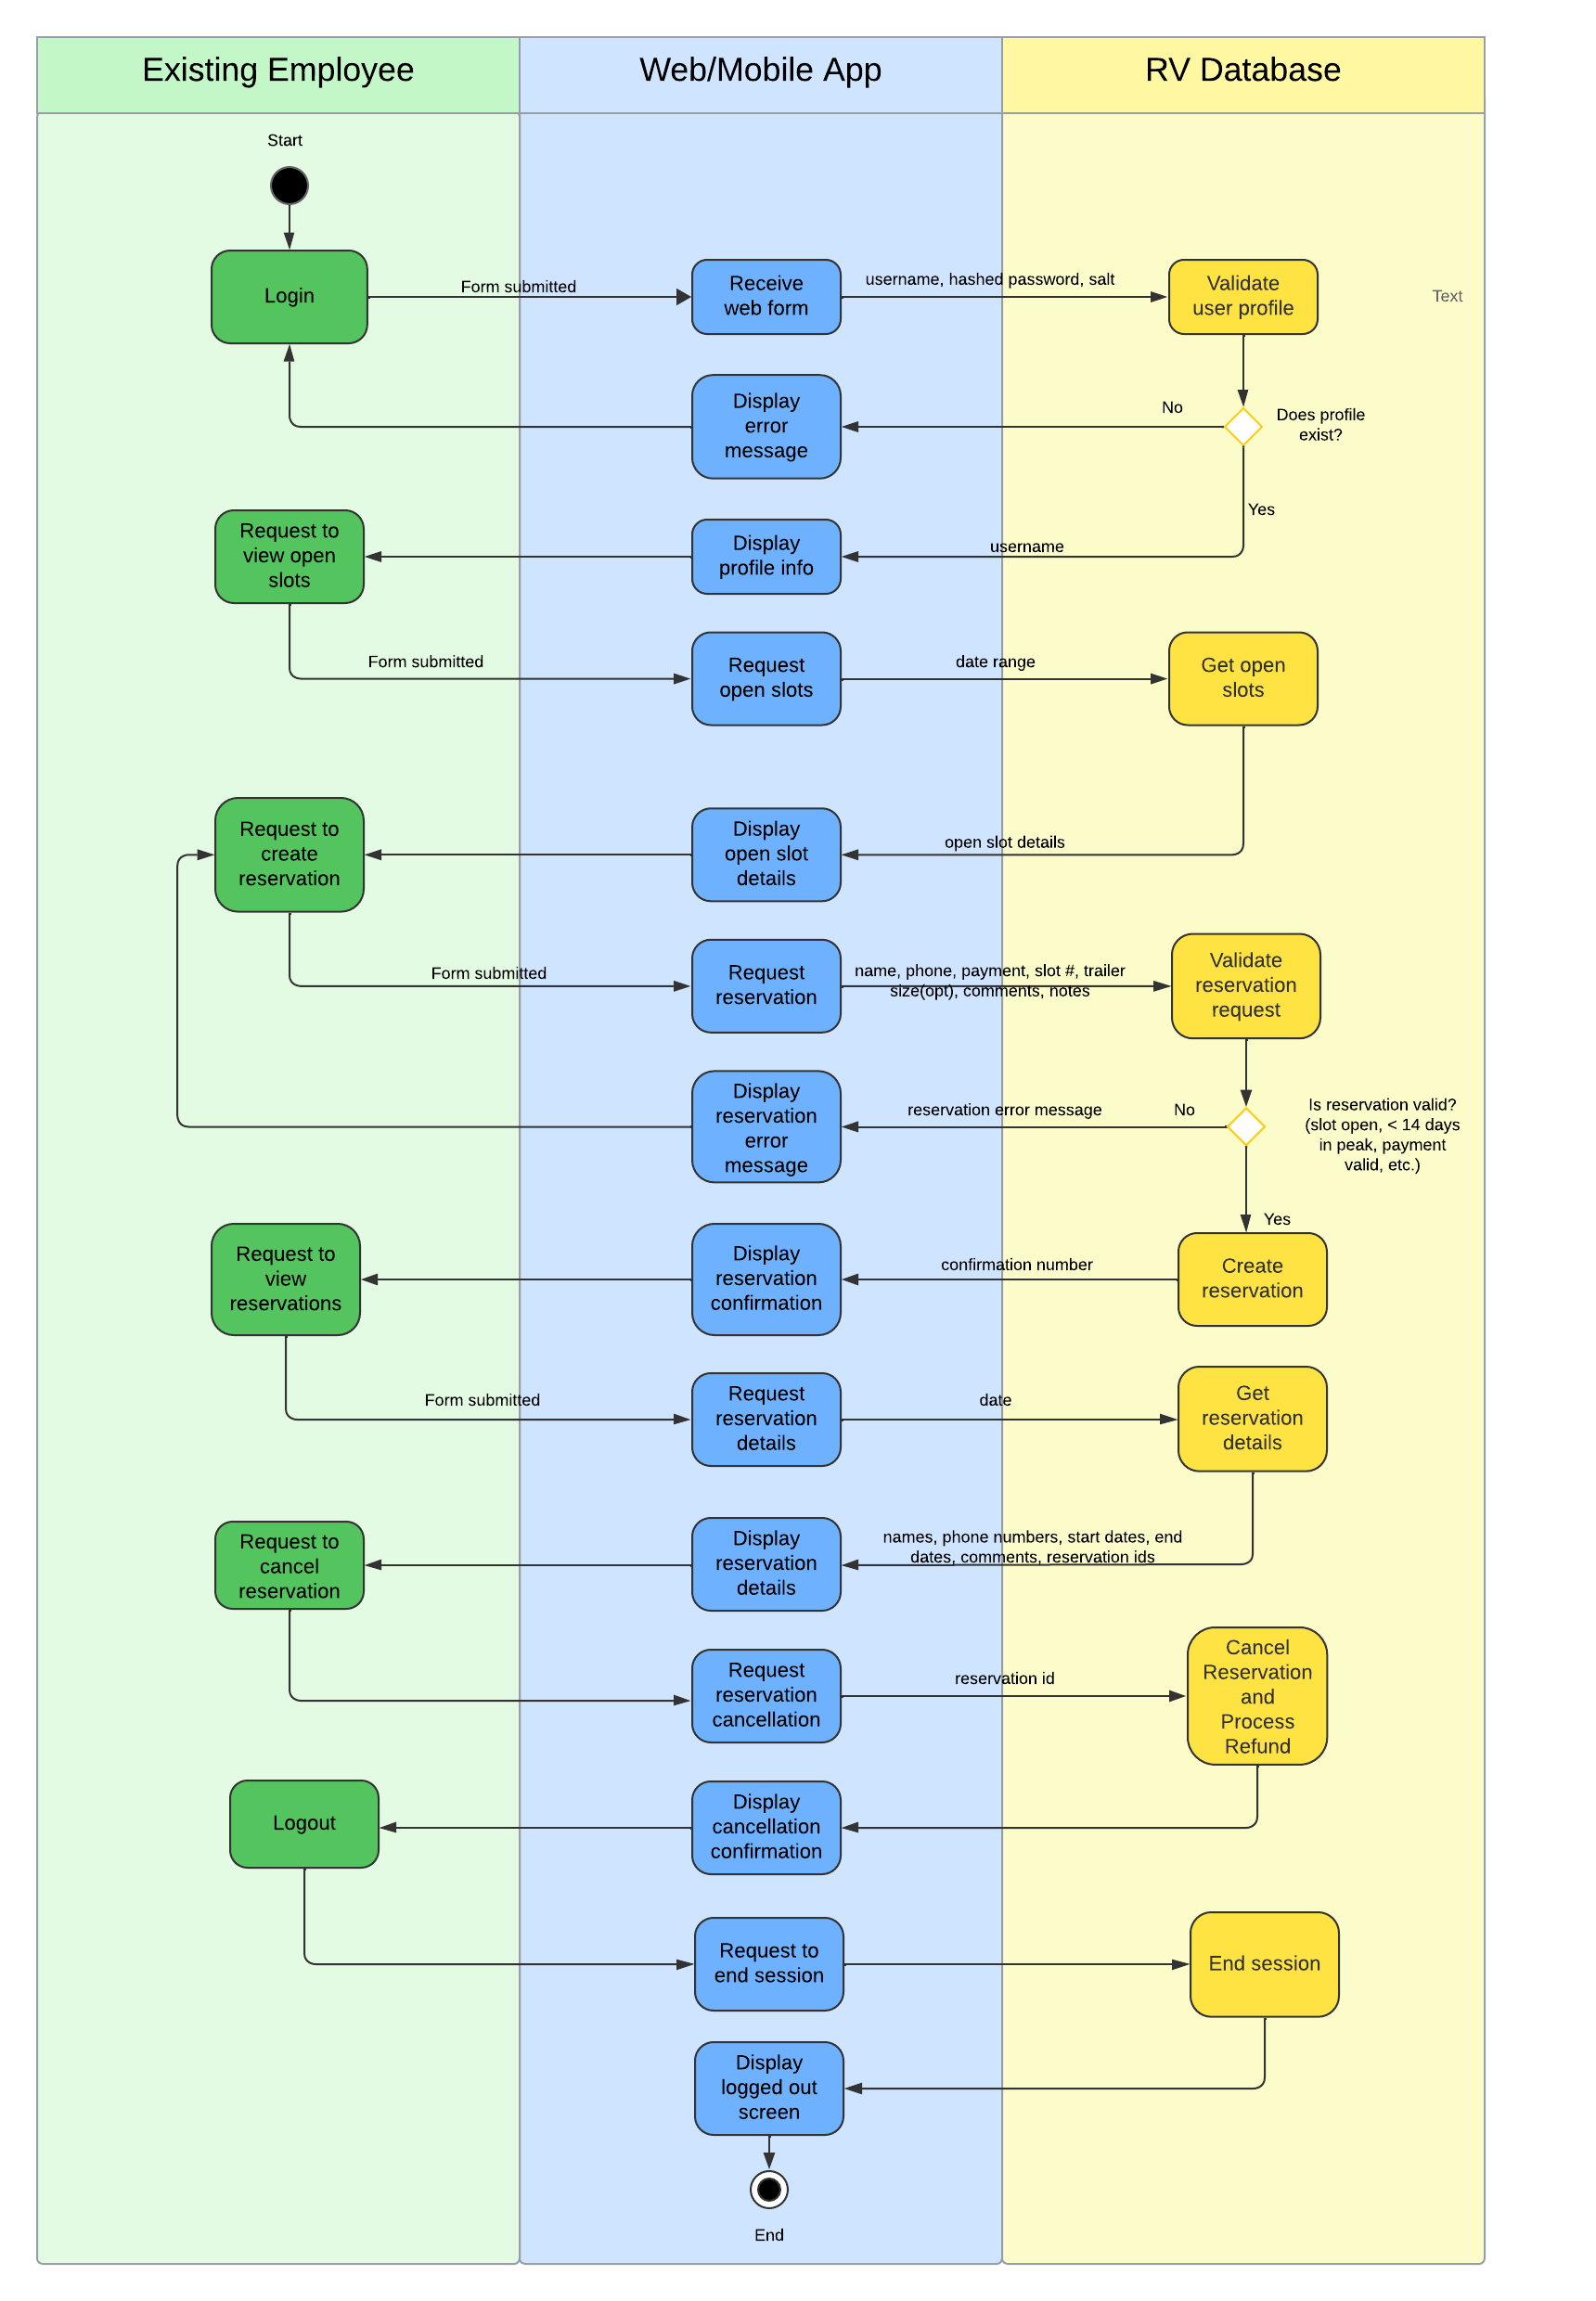 Existing Employee
Web/Mobile App
RV Database
Start
Login
Form submitted
Receive
web form
username, hashed password, salt
Validate
user profile
Text
Display
error
message
No
Does profile
exist?
Yes
Request to
view open
slots
Display
profile info
username
Form submitted
Request
open slots
date range
Get open
slots
Request to
create
reservation
Display
open slot
details
open slot details
Form submitted
Request
reservation
name, phone, payment, slot #, trailer
size(opt), comments, notes
Validate
reservation
request
Display
reservation
error
message
reservation error message
No
Is reservation valid?
(slot open, < 14 days
in peak, payment
valid, etc.)
Yes
Request to
view
reservations
Display
reservation
confirmation
confirmation number
Create
reservation
Form submitted
Request
reservation
details
date
Get
reservation
details
Request to
cancel
reservation
Display
reservation
details
names, phone numbers, start dates, end
dates, comments, reservation ids
Request
reservation
cancellation
reservation id
Cancel
Reservation
and
Process
Refund
Logout
Display
cancellation
confirmation
Request to
end session
End session
Display
logged out
screen
End